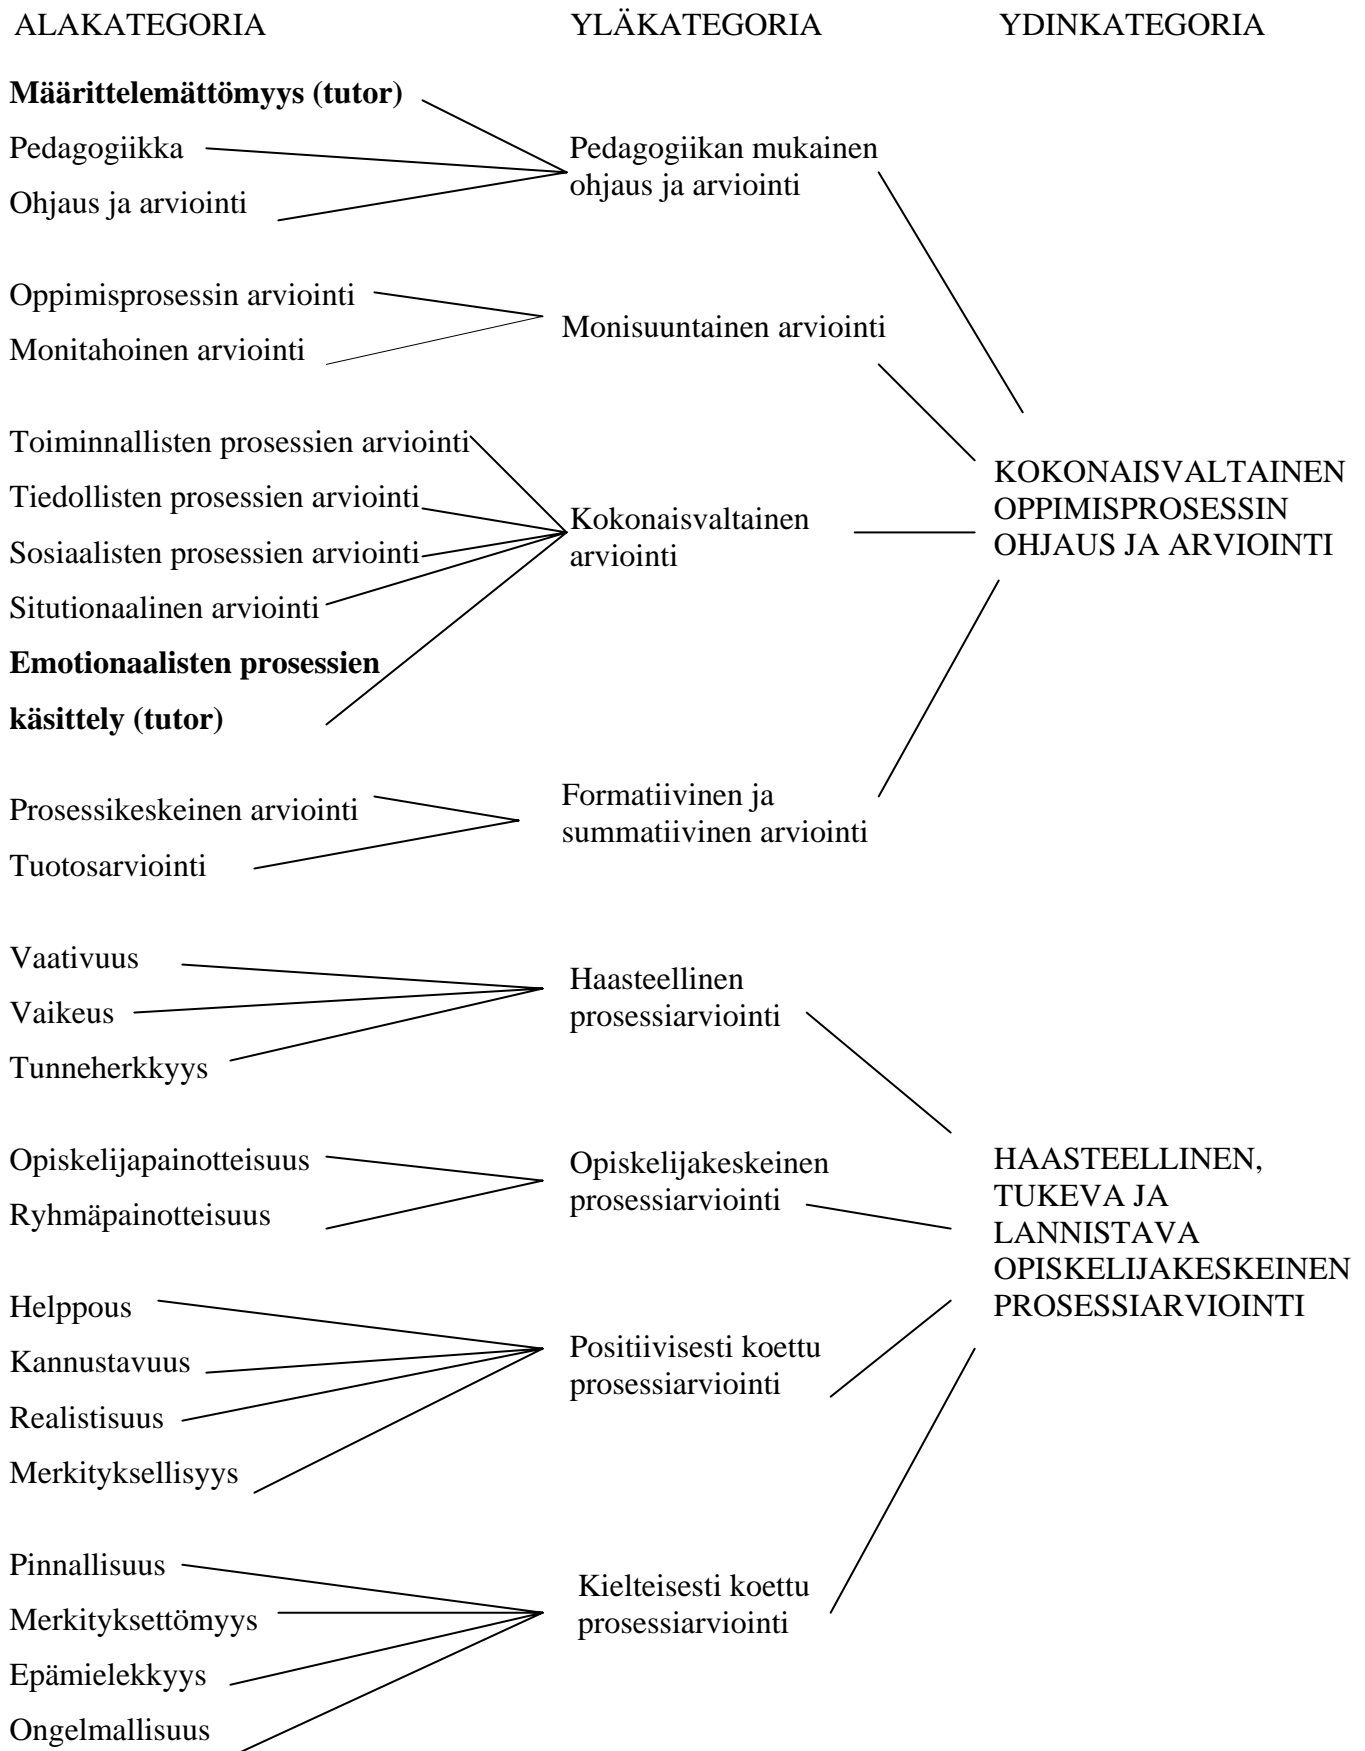 ALAKATEGORIA YLÄKATEGORIA YDINKATEGORIA
Määrittelemättömyys (tutor)
Pedagogiikka
Ohjaus ja arviointi
Pedagogiikan mukainen
ohjaus ja arviointi
Oppimisprosessin arviointi
Monitahoinen arviointi
Monisuuntainen arviointi
Toiminnallisten prosessien arviointi
Tiedollisten prosessien arviointi
Sosiaalisten prosessien arviointi
Situtionaalinen arviointi
Emotionaalisten prosessien
käsittely (tutor)
Kokonaisvaltainen
arviointi
Prosessikeskeinen arviointi
Tuotosarviointi
Formatiivinen ja
summatiivinen arviointi
KOKONAISVALTAINEN
OPPIMISPROSESSIN
OHJAUS JA ARVIOINTI
Vaativuus
Vaikeus
Tunneherkkyys
Haasteellinen
prosessiarviointi
Opiskelijapainotteisuus
Ryhmäpainotteisuus
Opiskelijakeskeinen
prosessiarviointi
Helppous
Kannustavuus
Realistisuus
Merkityksellisyys
Positiivisesti koettu
prosessiarviointi
Pinnallisuus
Merkityksettömyys
Epämielekkyys
Ongelmallisuus
Kielteisesti koettu
prosessiarviointi
HAASTEELLINEN,
TUKEVA JA
LANNISTAVA
OPISKELIJAKESKEINEN
PROSESSIARVIOINTI